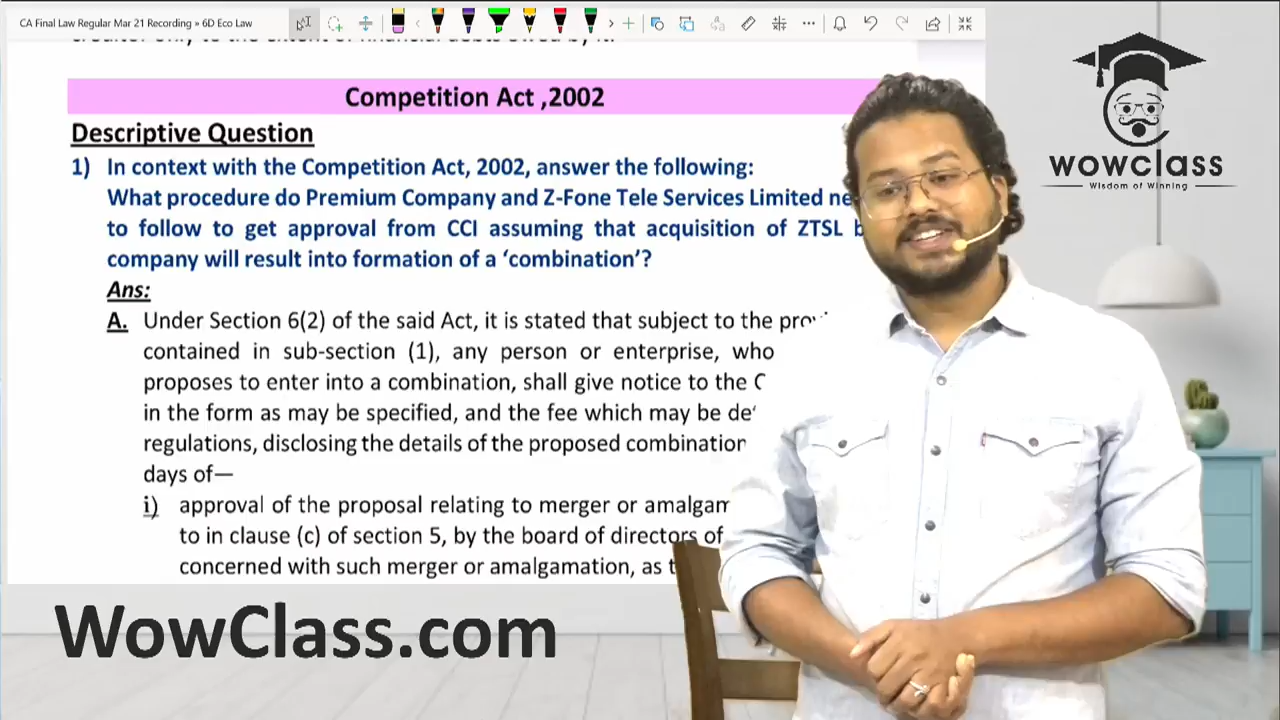 CA Final Law Regular Mar 21 Recording » 6D Eco Law
Competition Act ,2002
wowclass
Wisdom of Winning
Descriptive Question
1) In context with the Competition Act, 2002, answer the following:
What procedure do Premium Company and Z-Fone Tele Services Limited
to follow to get approval from CCI assuming that acquisition of ZTSL
company will result into formation of a ‘combination’?
Ans:
A. Under Section 6(2) of the said Act, it is stated that subject to the
contained in sub-section (1), any person or enterprise, who
proposes to enter into a combination, shall give notice to the
in the form as may be specified, and the fee which may be
regulations, disclosing the details of the proposed combination
days of—
i) approval of the proposal relating to merger or
to in clause (c) of section 5, by the board of directors of
concerned with such merger or amalgamation, as
WowClass.com